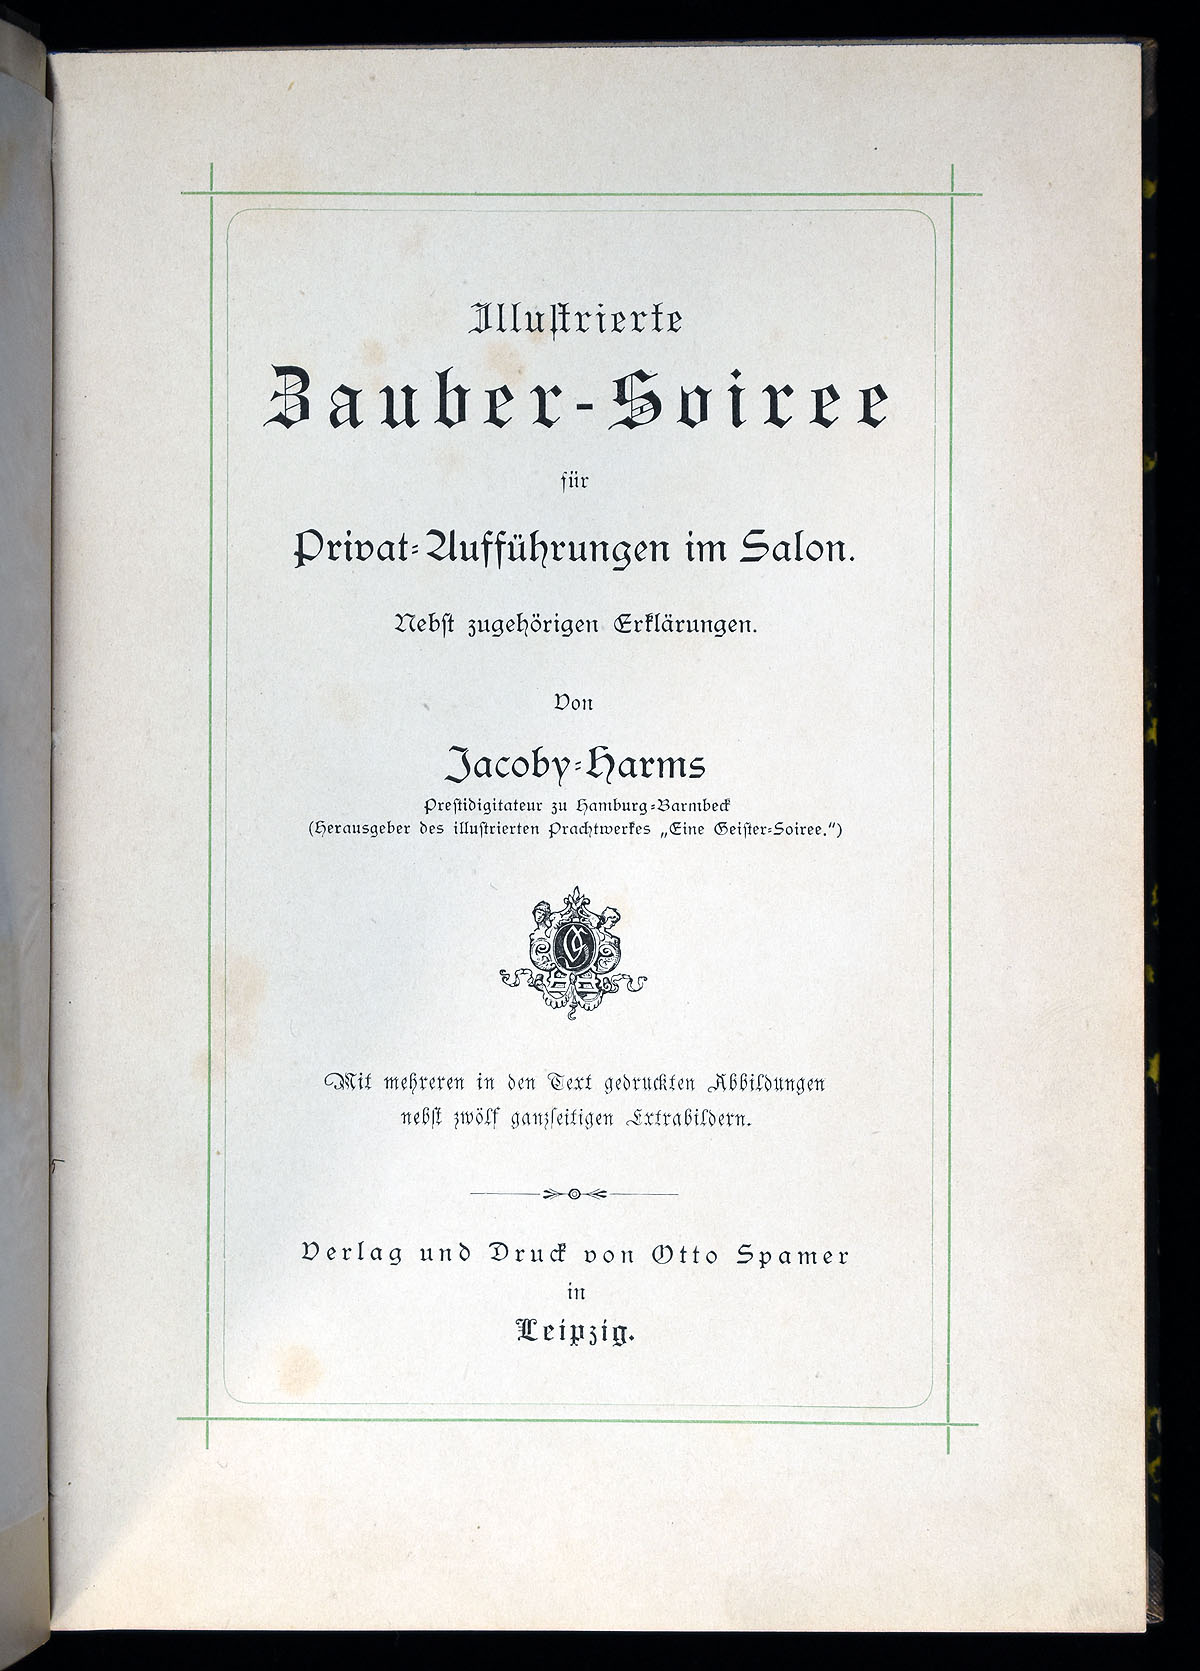 Illustrierte
Zauber-Soiree
für
Privat-Aufführungen im Salon.
Nebst zugehörigen Erklärungen.
Von
Jacoby-Harms
Prestidigitateur zu Hamburg-Barmbeck
(Herausgeber des illustrierten Prachtwerkes „Eine Geister-Soiree.“)
Mit mehreren in den Text gedruckten Abbildungen
nebst zwölf ganzseitigen Extrabildern.
Verlag und Druck von Otto Spamer
in
Leipzig.